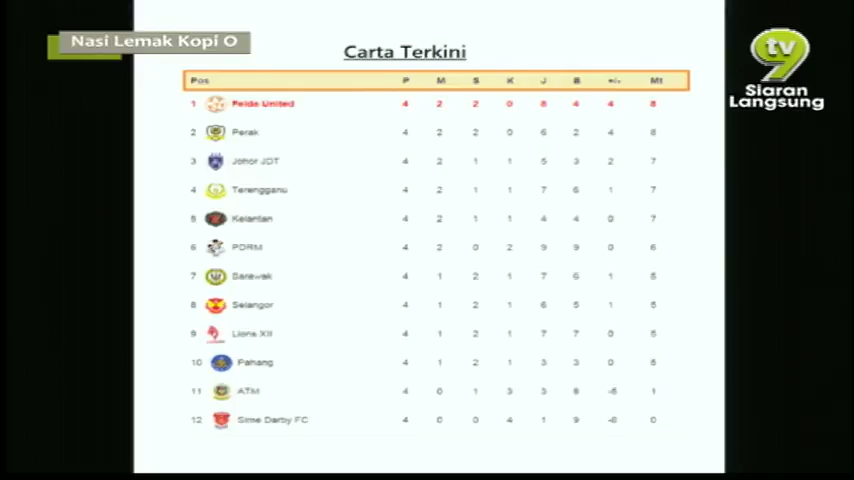 Nasi Lemak Kopi O
tv9
Siaran Langsung
Carta Terkini
Pos P M S K J B +/- Mt
1 Felda United 4 2 2 0 8 4 4 8
2 Perak 4 2 2 0 6 2 4 8
3 Johor JDT 4 2 1 1 5 3 2 7
4 Terengganu 4 2 1 1 7 6 1 7
5 Kelantan 4 2 1 1 4 4 0 7
6 PDRM 4 2 0 2 9 9 0 6
7 Sarawak 4 1 2 1 7 6 1 5
8 Selangor 4 1 2 1 6 5 1 5
9 Lions XII 4 1 2 1 7 7 0 5
10 Pahang 4 1 2 1 3 3 0 5
11 ATM 4 0 1 3 3 1
12 Sime Darby FC 4 0 0 4 1 9 -8 0